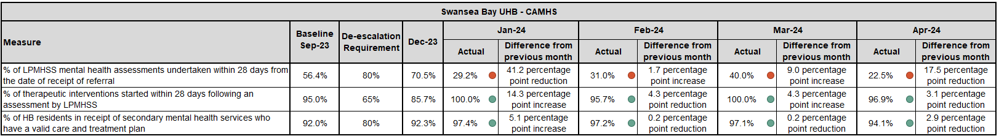 Swansea Bay UHB - CAMHS
Measure
Baseline
Sep-23
De-escalation
Requirement
Dec-23
Jan-24
Feb-24
Mar-24
Apr-24
Actual
Difference from
previous month
Actual
Difference from
previous month
Actual
Difference from
previous month
Actual
Difference from
previous month
% of LPMHSS mental health assessments undertaken within 28 days from
the date of receipt of referral
56.4%
80%
70.5%
29.2%
41.2 percentage
point reduction
31.0%
1.7 percentage
point increase
40.0%
9.0 percentage
point increase
22.5%
17.5 percentage
point reduction
% of therapeutic interventions started within 28 days following an
assessment by LPMHSS
95.0%
65%
85.7%
100.0%
14.3 percentage
point increase
95.7%
4.3 percentage
point reduction
100.0%
4.3 percentage
point increase
96.9%
3.1 percentage
point reduction
% of HB residents in receipt of secondary mental health services who
have a valid care and treatment plan
92.0%
80%
92.3%
97.4%
5.1 percentage
point increase
97.2%
0.2 percentage
point reduction
97.1%
0.2 percentage
point reduction
94.1%
2.9 percentage
point reduction